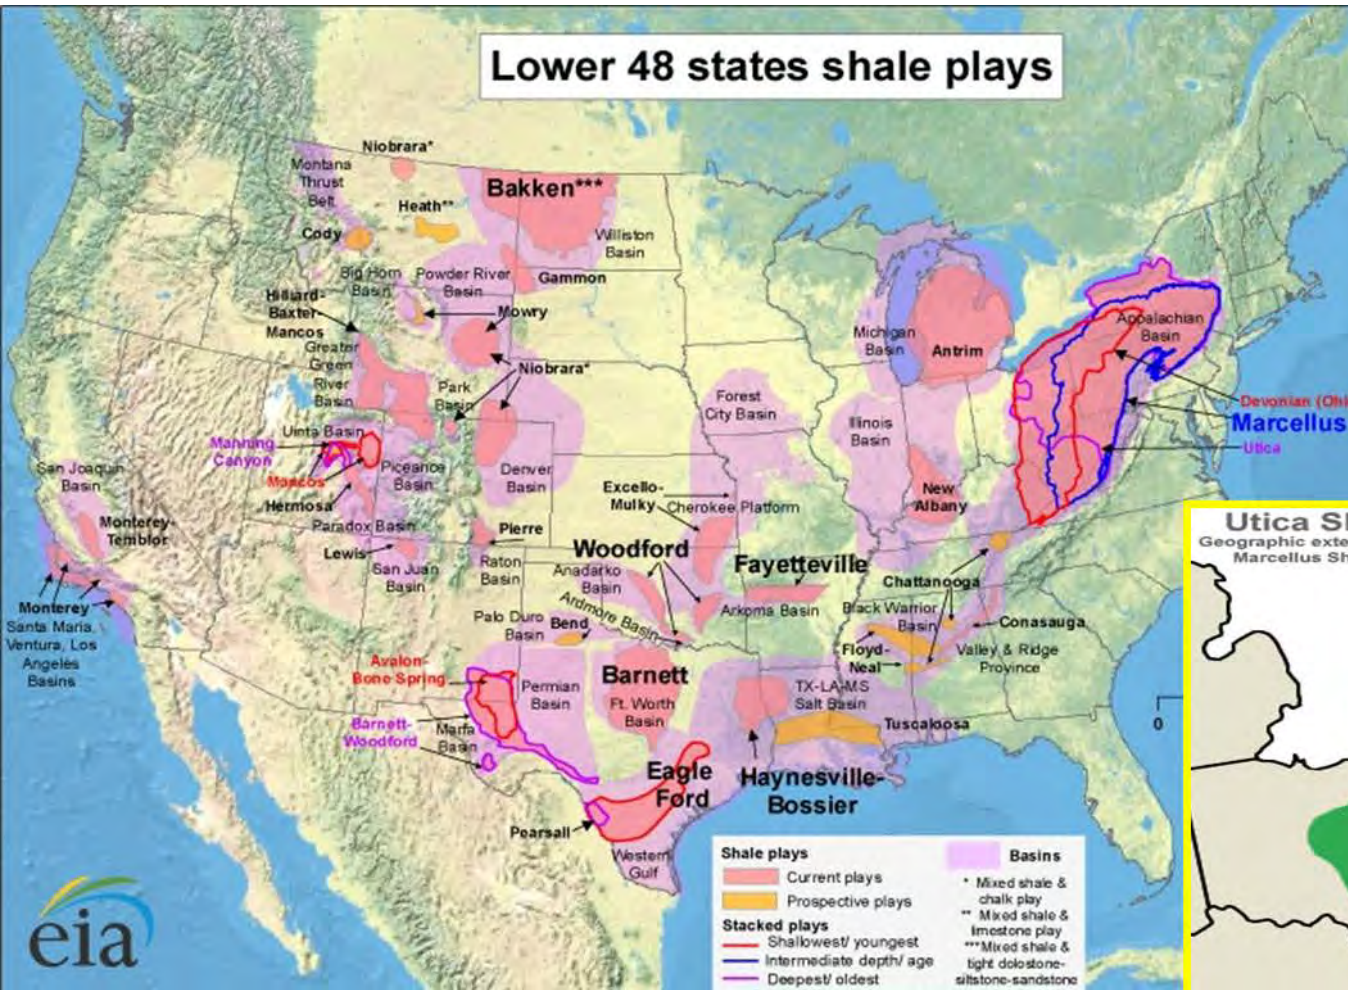 Lower 48 states shale plays
Niobrara*
Montana
Thrust
Belt
Bakken***
Heath**
Cody
Williston
Basin
Big Horn
Basin
Powder River
Basin
Gammon
Hilliard-
Baxter-
Mancos
Mowry
Greater
Green
River
Basin
Niobrara*
Park
Basin
Michigan
Basin
Antrim
Appalachian
Basin
Forest
City Basin
Illinois
Basin
Devonian (Ohi
Marcellus
Utica
Uinta Basin
Manning
Canyon
Mancos
Piceance
Basin
Denver
Basin
San Joaquin
Basin
Hermosa
Paradox Basin
Excello-
Mulky
Cherokee Platform
New
Albany
Monterey-
Temblor
Pierre
Lewis
San Juan
Basin
Raton
Basin
Woodford
Anadarko
Basin
Fayetteville
Chattanooga
Ardmore Basin
Arkoma Basin
Black Warrior
Basin
Monterey
Santa Maria,
Ventura, Los
Angeles
Basins
Palo Duro
Basin
Bend
Conasauga
Floyd-
Neal
Valley & Ridge
Province
Avalon-
Bone Spring
Permian
Basin
Barnett
Ft. Worth
Basin
TX-LA-MS
Salt Basin
Tuscaloosa
Barnett-
Woodford
Marfa
Basin
Eagle
Ford
Haynesville-
Bossier
Pearsall
Western
Gulf
0
Utica Sh
Geographic exte
Marcellus Sh
Shale plays
Current plays
Prospective plays
Stacked plays
Shallowest/ youngest
Intermediate depth/ age
Deepest/ oldest
Basins
* Mixed shale &
chalk play
** Mixed shale &
limestone play
***Mixed shale &
tight dolostone-
siltstone-sandstone
eia